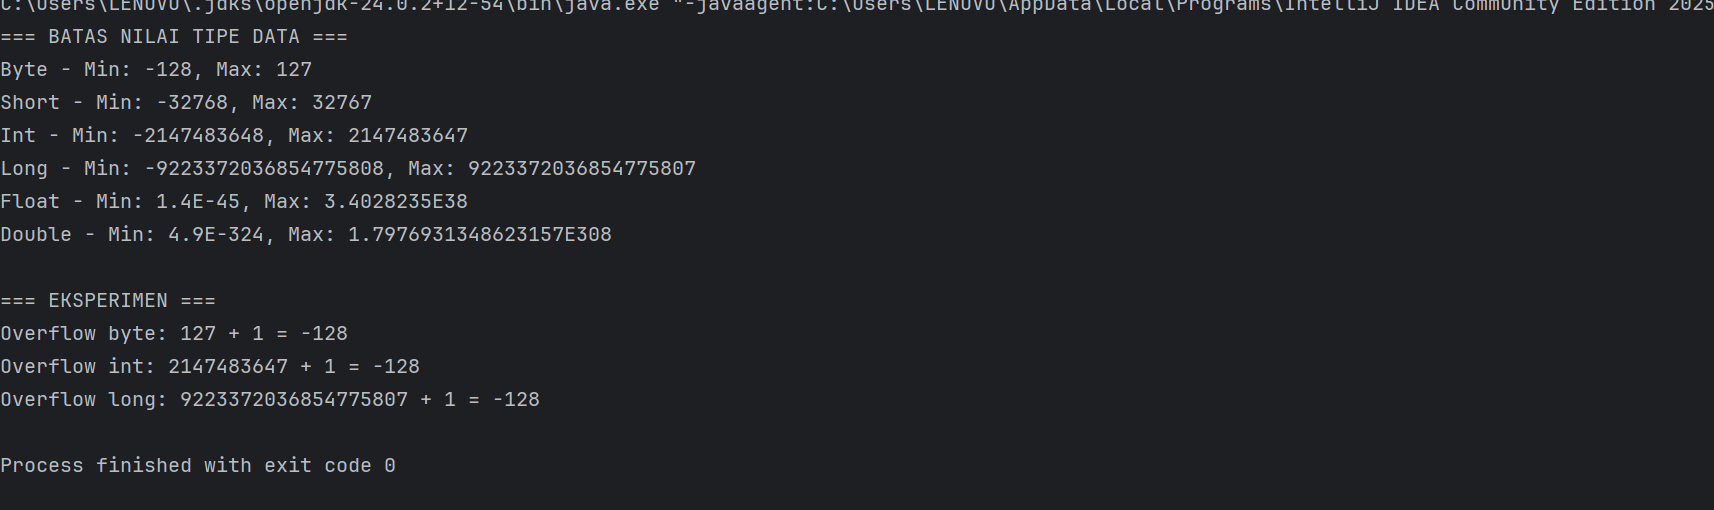 C:\Users\LENOVO\.jdks\openjdk-24.0.2+12-54\bin\java.exe "-javaagent:C:\Users\LENOVO\AppData\Local\Programs\IntelliJ IDEA Community Edition 2025
=== BATAS NILAI TIPE DATA ===
Byte - Min: -128, Max: 127
Short - Min: -32768, Max: 32767
Int - Min: -2147483648, Max: 2147483647
Long - Min: -9223372036854775808, Max: 9223372036854775807
Float - Min: 1.4E-45, Max: 3.4028235E38
Double - Min: 4.9E-324, Max: 1.7976931348623157E308
=== EKSPERIMEN ===
Overflow byte: 127 + 1 = -128
Overflow int: 2147483647 + 1 = -128
Overflow long: 9223372036854775807 + 1 = -128
Process finished with exit code 0